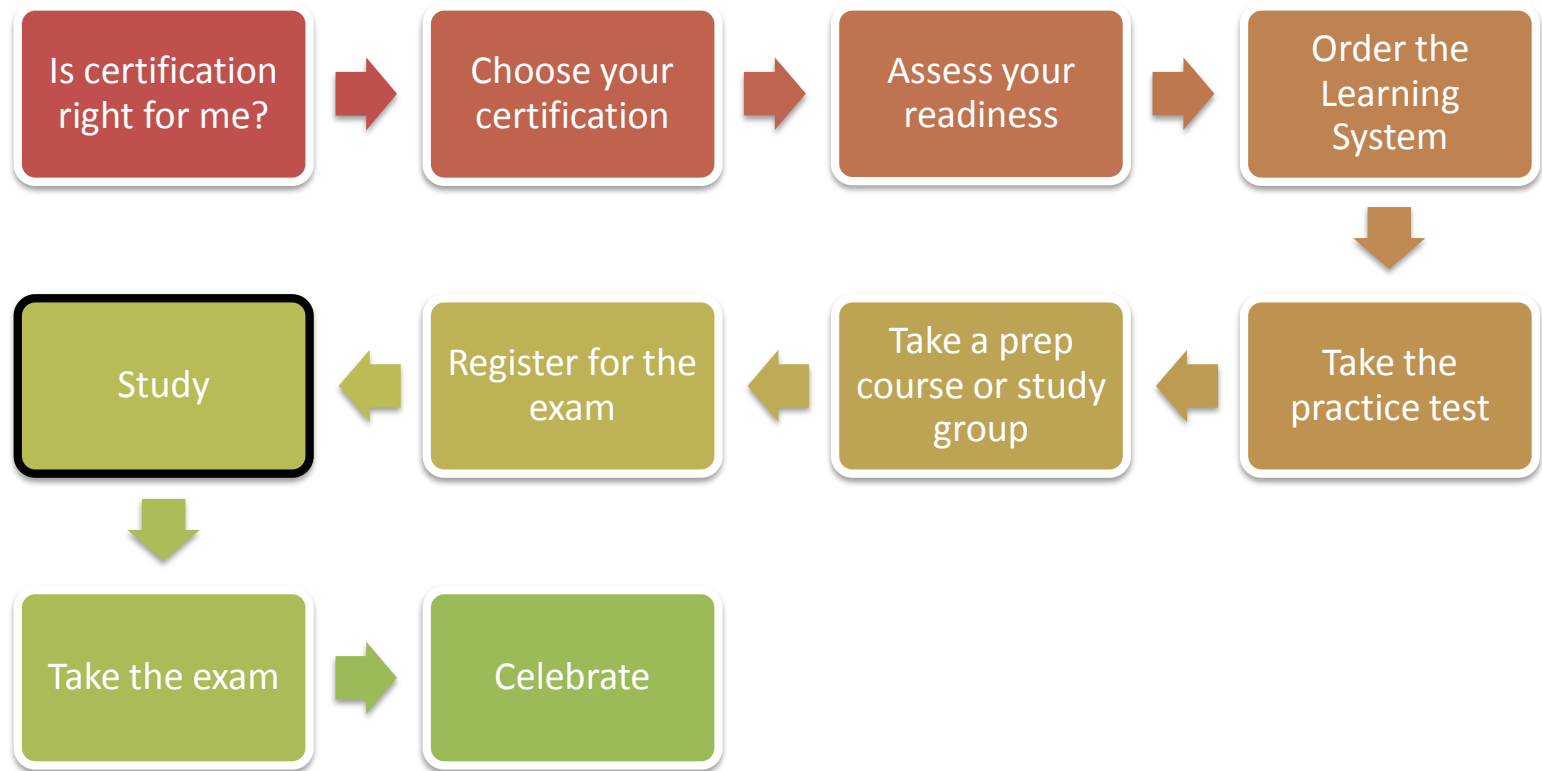 Is certification
right for me?
Choose your
certification
Assess your
readiness
Order the
Learning
System
Take the
practice test
Take a prep
course or study
group
Register for the
exam
Study
Take the exam
Celebrate